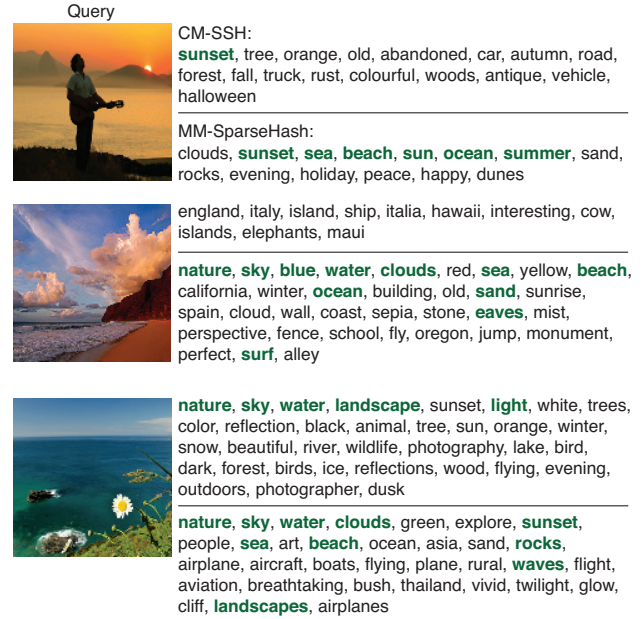 Query
CM-SSH:
sunset, tree, orange, old, abandoned, car, autumn, road,
forest, fall, truck, rust, colourful, woods, antique, vehicle,
halloween
MM-SparseHash:
clouds, sunset, sea, beach, sun, ocean, summer, sand,
rocks, evening, holiday, peace, happy, dunes
england, italy, island, ship, italia, hawaii, interesting, cow,
islands, elephants, maui
nature, sky, blue, water, clouds, red, sea, yellow, beach,
california, winter, ocean, building, old, sand, sunrise,
spain, cloud, wall, coast, sepia, stone, eaves, mist,
perspective, fence, school, fly, oregon, jump, monument,
perfect, surf, alley
nature, sky, water, landscape, sunset, light, white, trees,
color, reflection, black, animal, tree, sun, orange, winter,
snow, beautiful, river, wildlife, photography, lake, bird,
dark, forest, birds, ice, reflections, wood, flying, evening,
outdoors, photographer, dusk
nature, sky, water, clouds, green, explore, sunset,
people, sea, art, beach, ocean, asia, sand, rocks,
airplane, aircraft, boats, flying, plane, rural, waves, flight,
aviation, breathtaking, bush, thailand, vivid, twilight, glow,
cliff, landscapes, airplanes